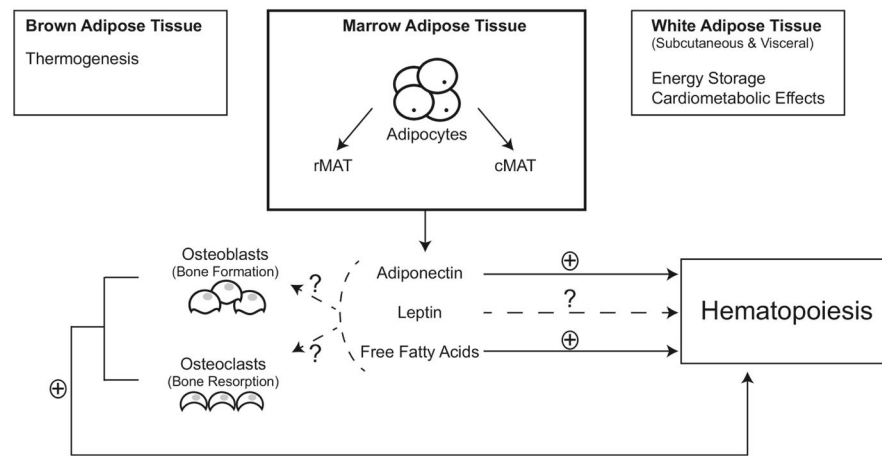 Brown Adipose Tissue
Thermogenesis
Marrow Adipose Tissue
Adipocytes
rMAT
cMAT
White Adipose Tissue
(Subcutaneous & Visceral)
Energy Storage
Cardiometabolic Effects
Osteoblasts
(Bone Formation)
?
Osteoclasts
(Bone Resorption)
?
Adiponectin
+
Leptin
?
Free Fatty Acids
+
Hematopoiesis
+